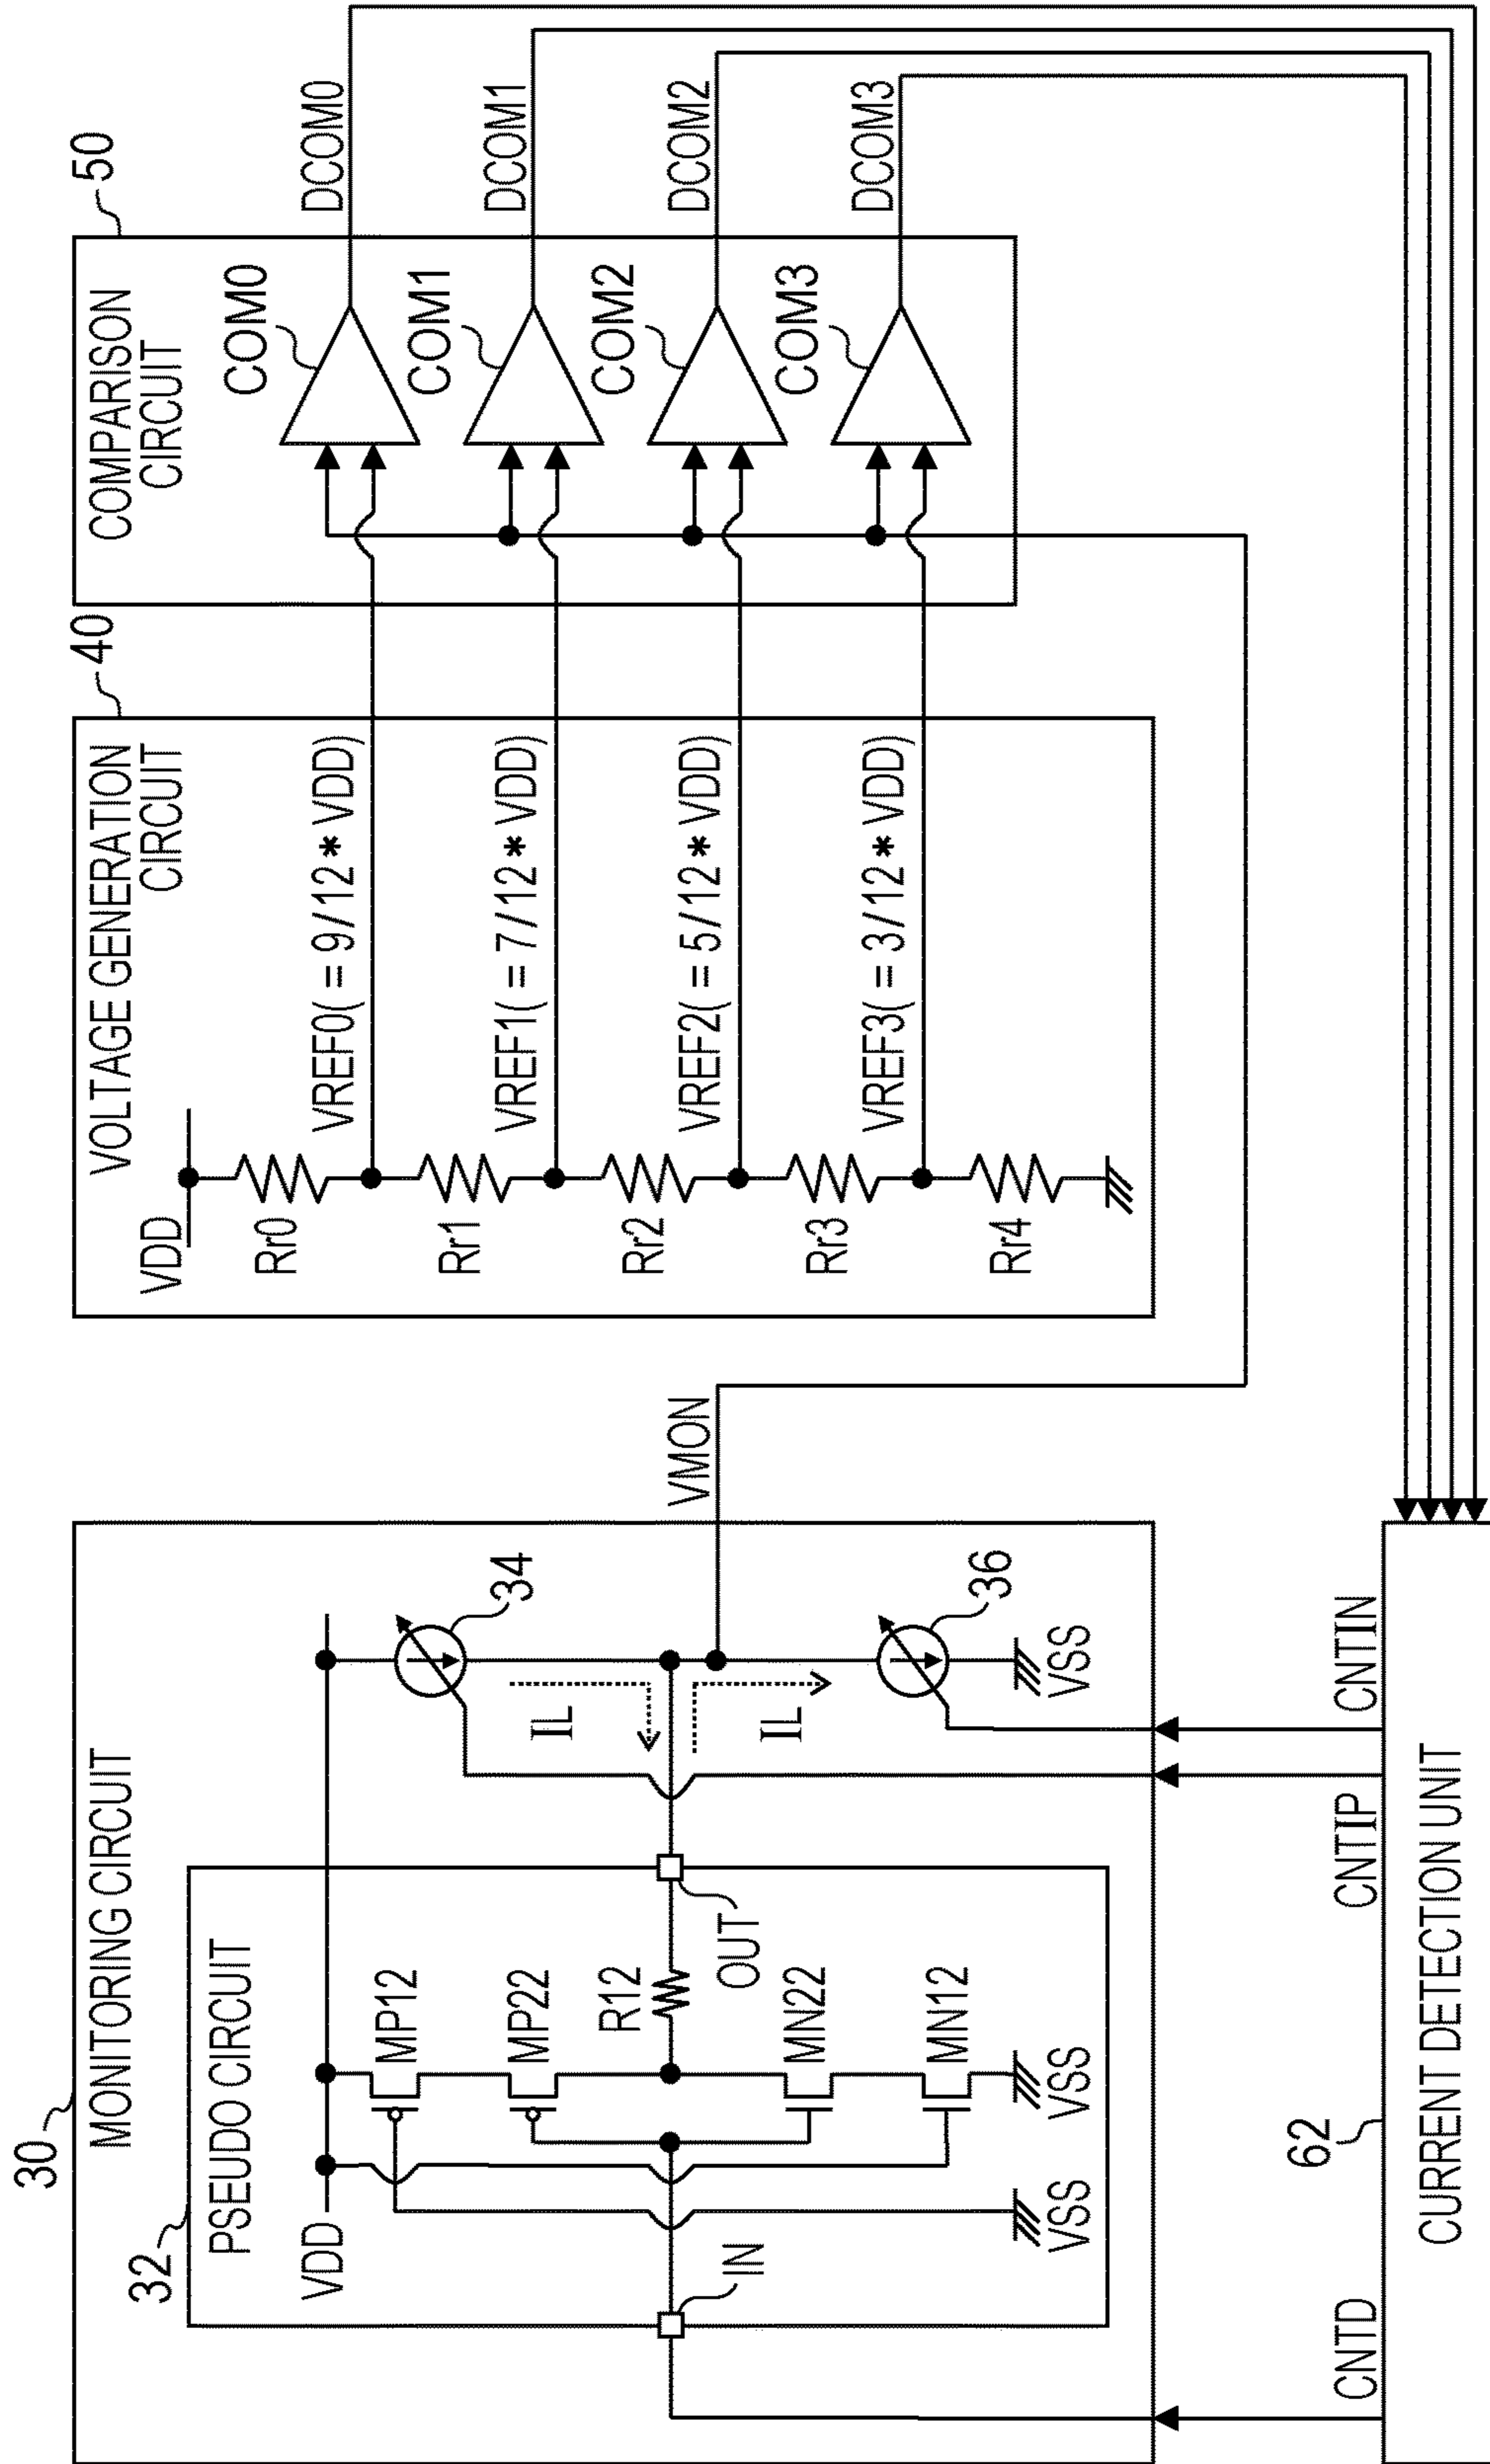 30
MONITORING CIRCUIT
32
PSEUDO CIRCUIT
VDD
MP12
MP22
R12
MN22
MN12
IN
OUT
VSS
VSS
34
IL
IL
36
VSS
VMON
40
VOLTAGE GENERATION
CIRCUIT
VDD
Rr0
VREF0( = 9/12 * VDD)
Rr1
VREF1( = 7/12 * VDD)
Rr2
VREF2( = 5/12 * VDD)
Rr3
VREF3( = 3/12 * VDD)
Rr4
50
COMPARISON
CIRCUIT
COM0
DCOM0
COM1
DCOM1
COM2
DCOM2
COM3
DCOM3
CNTD
CNTIP
CNTIN
62
CURRENT DETECTION UNIT